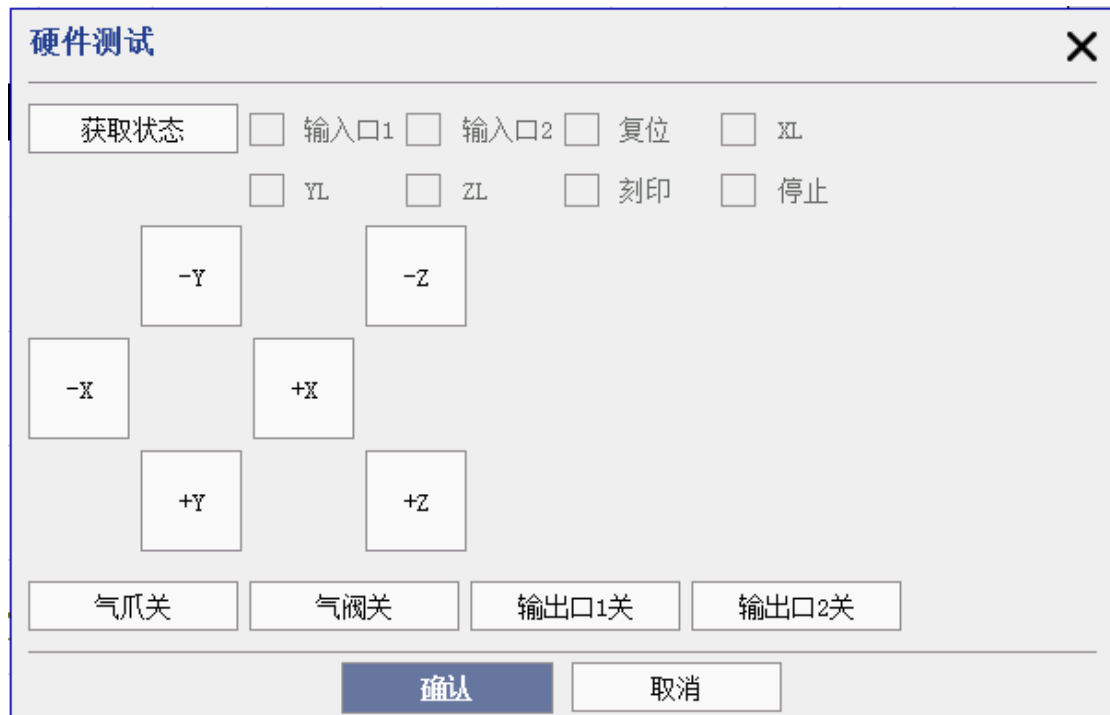 硬件测试
获取状态 输入口1 输入口2 复位 XL
YL ZL 刻印 停止
-Y -Z
-X +X
+Y +Z
气爪关 气阀关 输出口1关 输出口2关
确认 取消